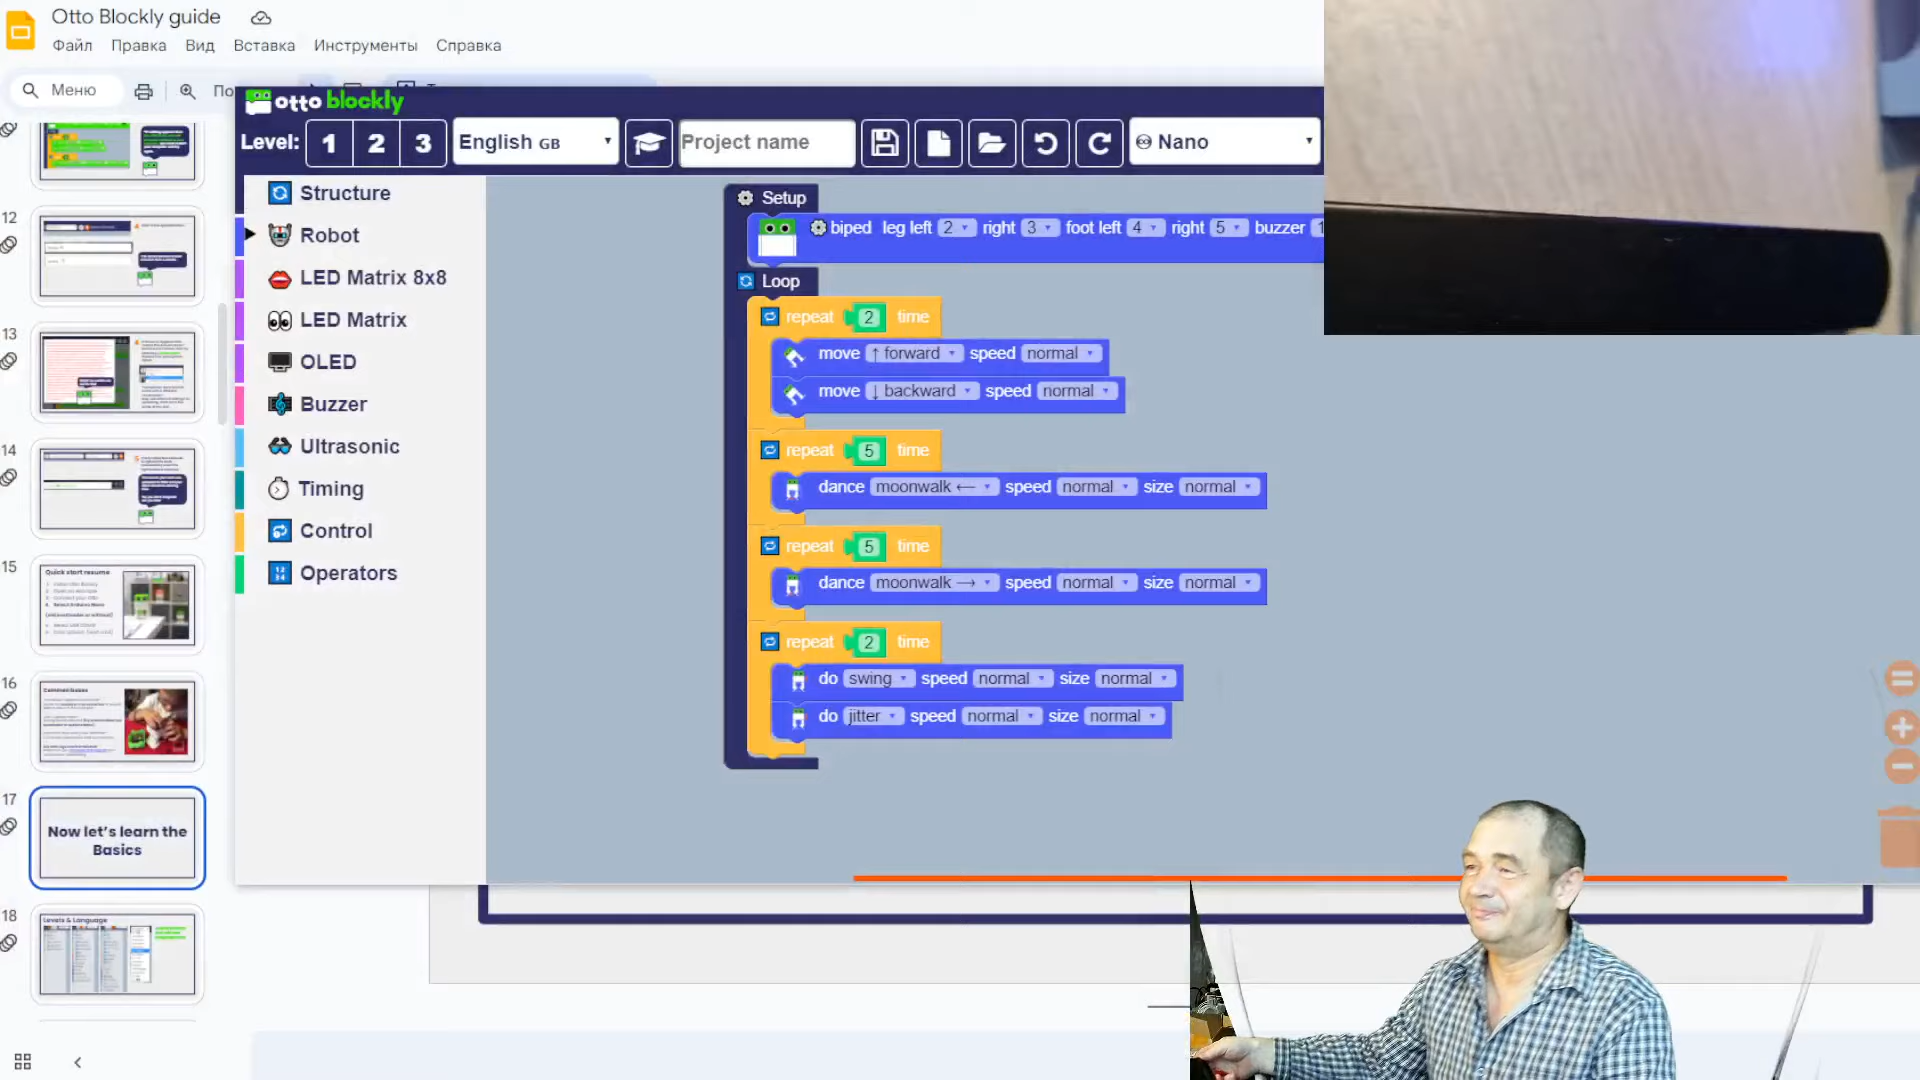 Otto Blockly guide
Файл Правка Вид Вставка Инструменты Справка
Меню
otto blockly
Level: 1 2 3 English GB Project name Nano
Structure
Robot
LED Matrix 8x8
LED Matrix
OLED
Buzzer
Ultrasonic
Timing
Control
Operators
Setup
biped leg left 2 right 3 foot left 4 right 5 buzzer
Loop
repeat 2 time
move ↑ forward speed normal
move ↓ backward speed normal
repeat 5 time
dance moonwalk ← speed normal size normal
repeat 5 time
dance moonwalk → speed normal size normal
repeat 2 time
do swing speed normal size normal
do jitter speed normal size normal
12
13
14
15
Quick start resume
16
17
Now let's learn the
Basics
18
Levels & Language